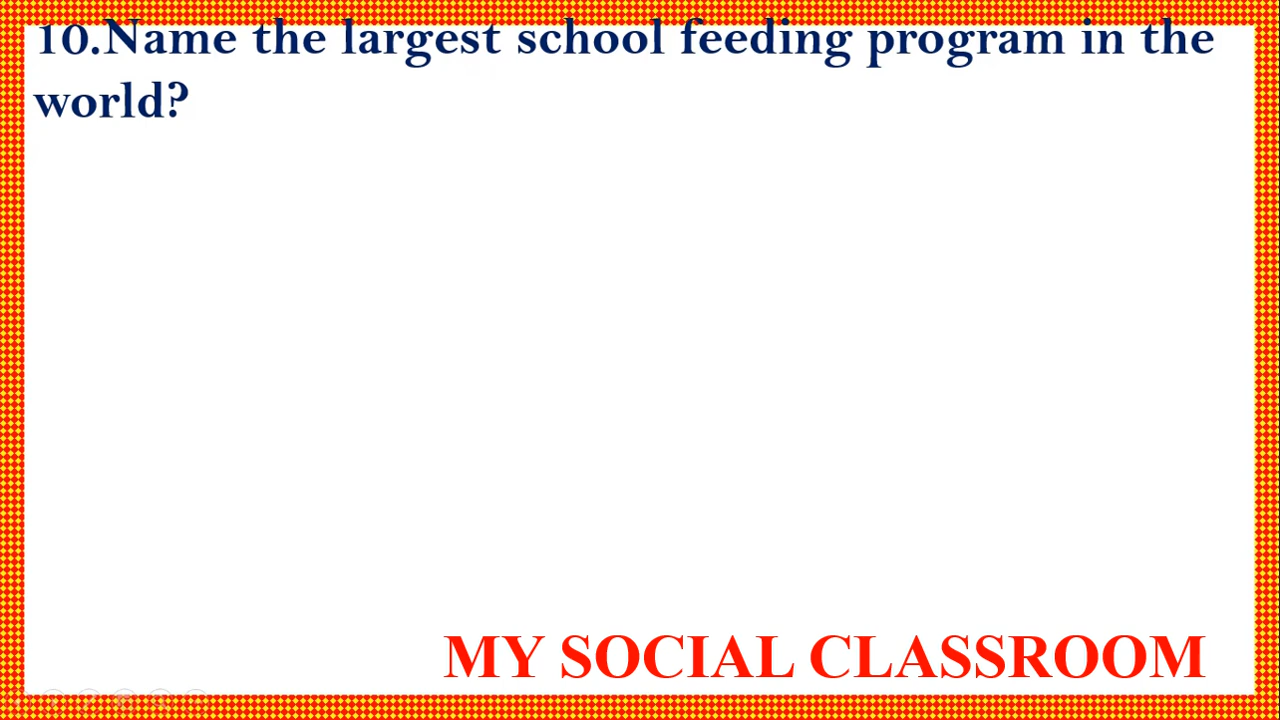 10.Name the largest school feeding program in the
world?
MY SOCIAL CLASSROOM